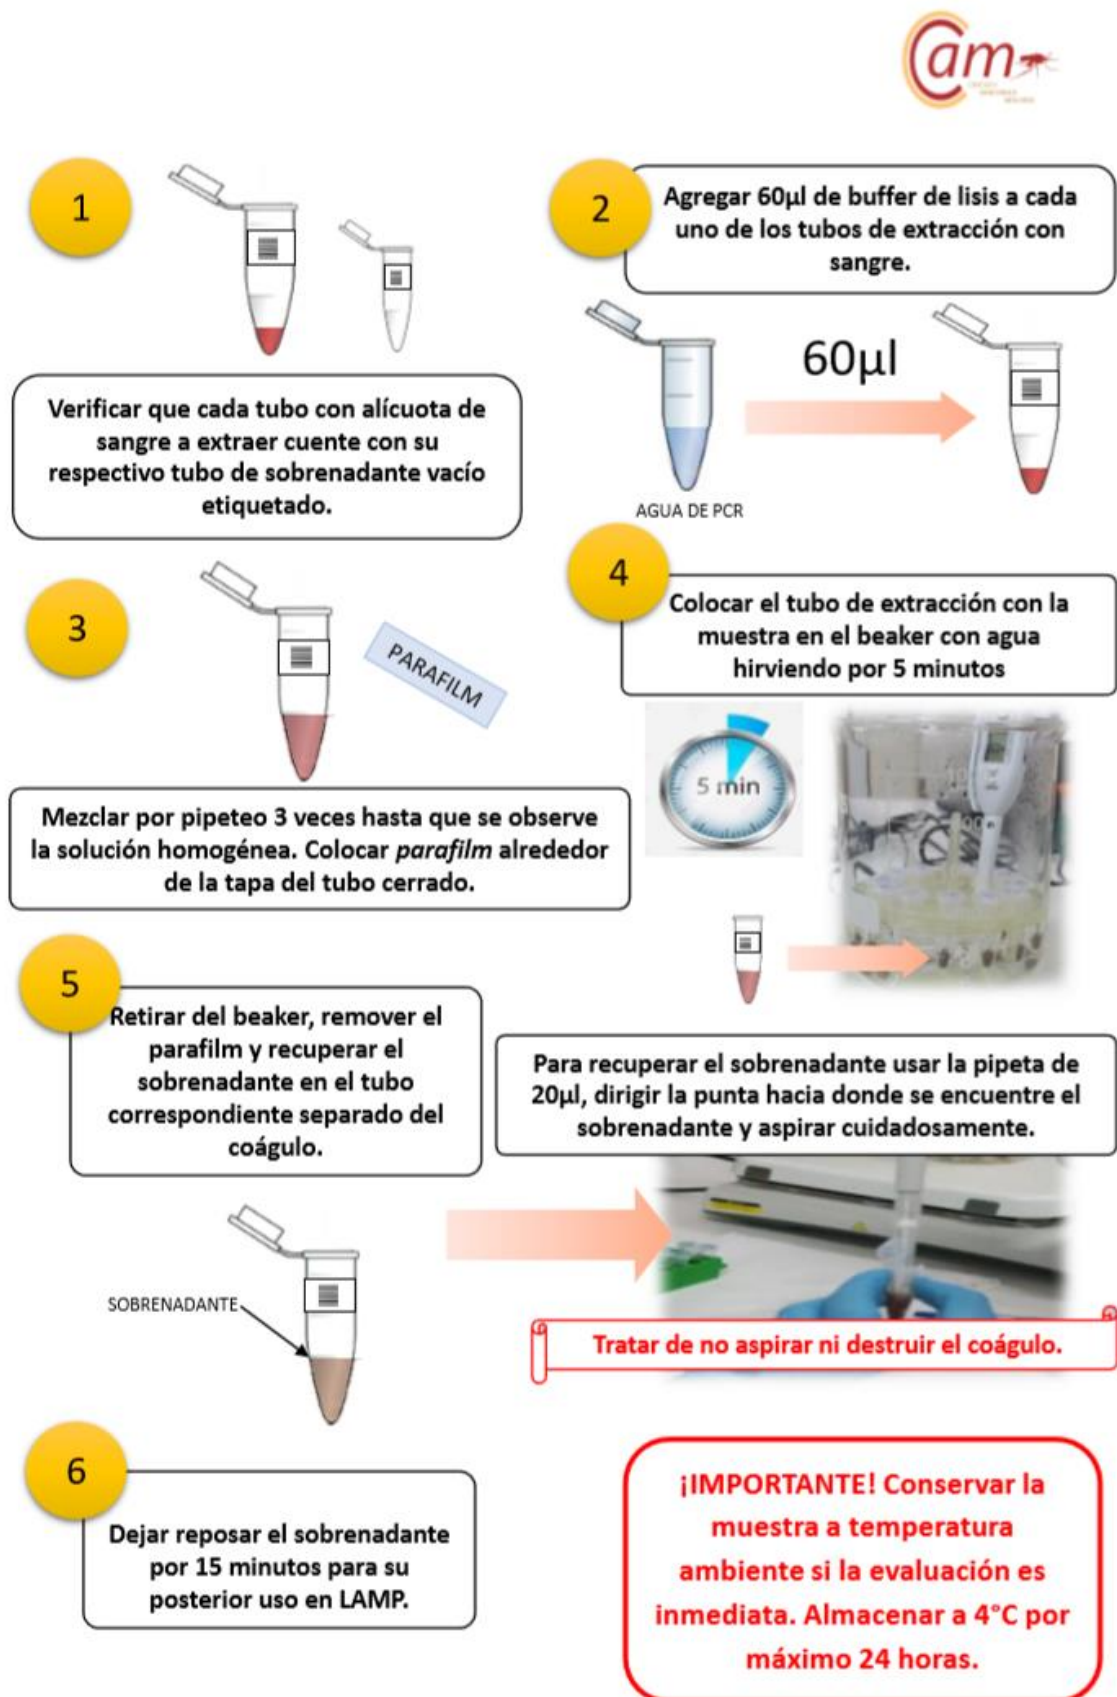 Cam
1
Verificar que cada tubo con alícuota de
sangre a extraer cuente con su
respectivo tubo de sobrenadante vacío
etiquetado.
2
Agregar 60µl de buffer de lisis a cada
uno de los tubos de extracción con
sangre.
60µl
AGUA DE PCR
3
PARAFILM
Mezclar por pipeteo 3 veces hasta que se observe
la solución homogénea. Colocar parafilm alrededor
de la tapa del tubo cerrado.
4
Colocar el tubo de extracción con la
muestra en el beaker con agua
hirviendo por 5 minutos
5 min
5
Retirar del beaker, remover el
parafilm y recuperar el
sobrenadante en el tubo
correspondiente separado del
coágulo.
Para recuperar el sobrenadante usar la pipeta de
20µl, dirigir la punta hacia donde se encuentre el
sobrenadante y aspirar cuidadosamente.
SOBRENADANTE
Tratar de no aspirar ni destruir el coágulo.
6
Dejar reposar el sobrenadante
por 15 minutos para su
posterior uso en LAMP.
¡IMPORTANTE! Conservar la
muestra a temperatura
ambiente si la evaluación es
inmediata. Almacenar a 4°C por
máximo 24 horas.